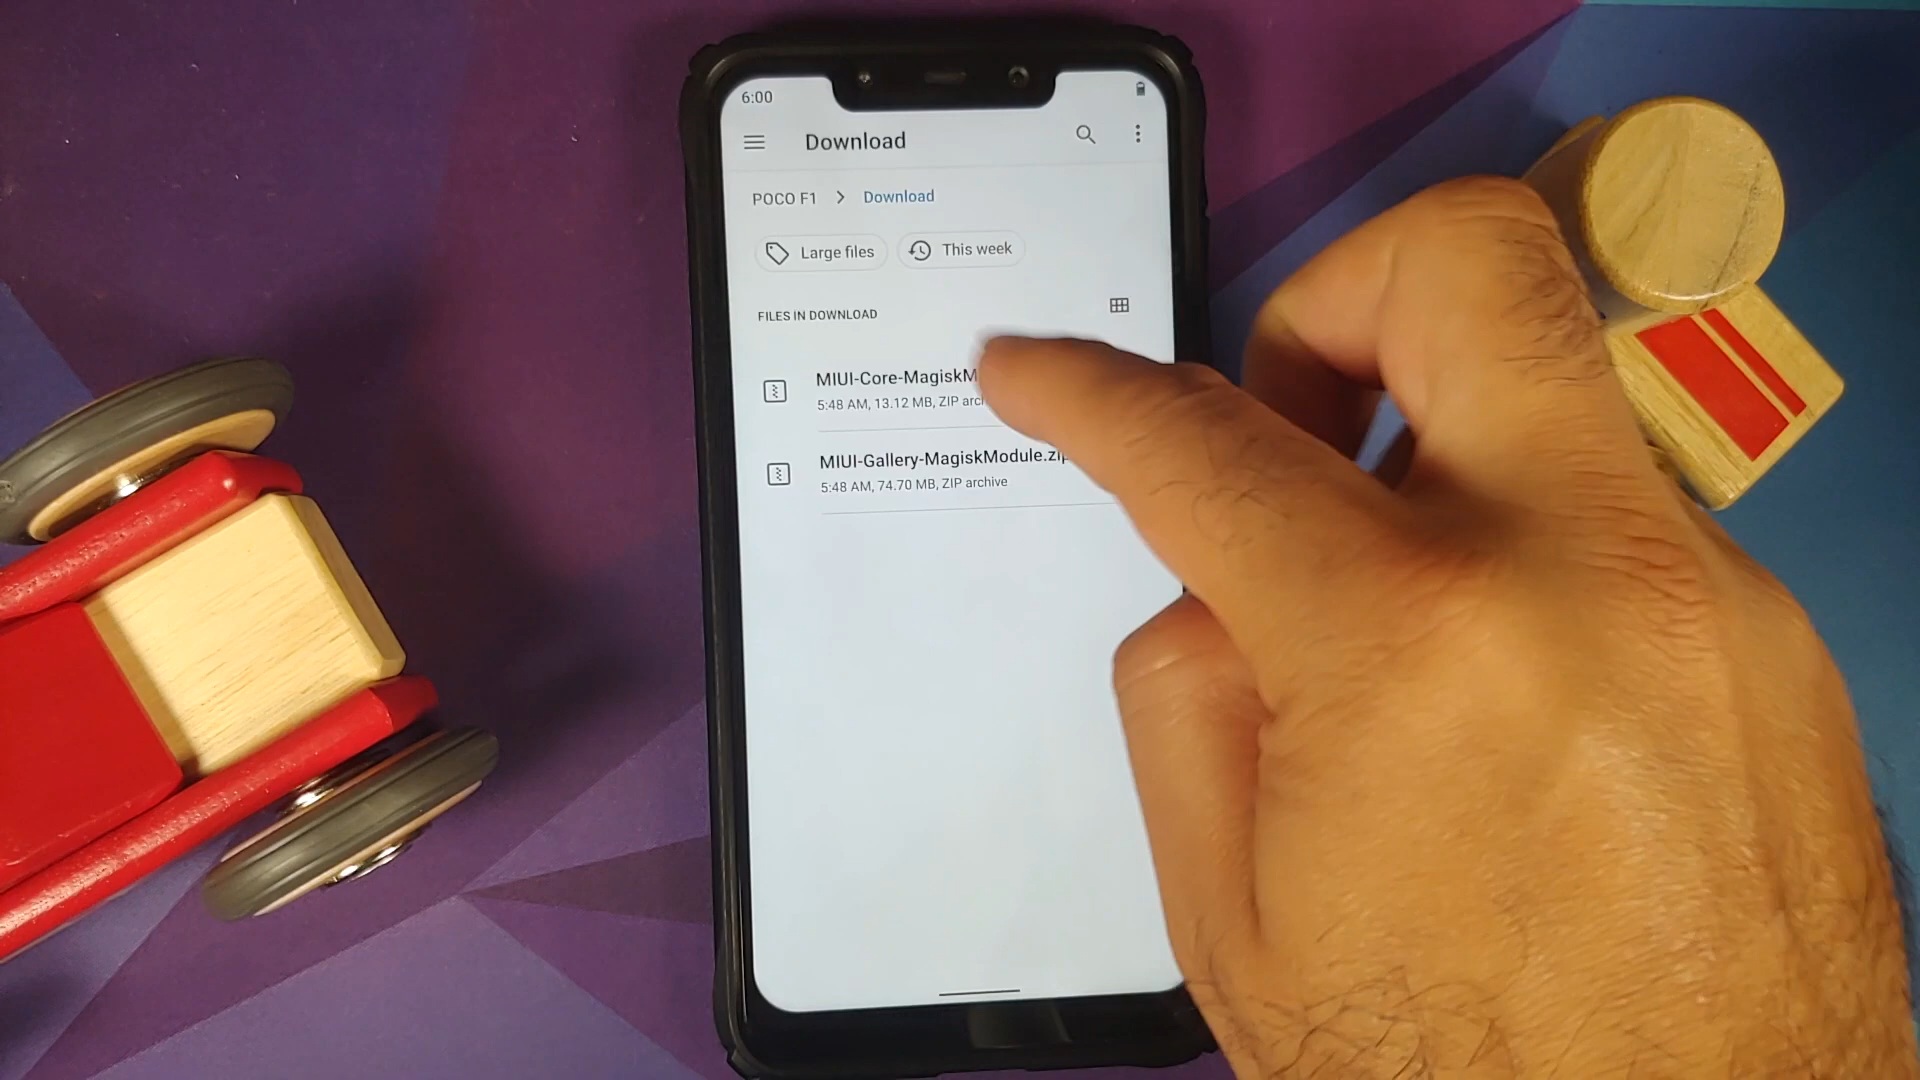 6:00
Download
POCO F1 > Download
Large files
This week
FILES IN DOWNLOAD
MIUI-Core-MagiskM
5:48 AM, 13.12 MB, ZIP arc
MIUI-Gallery-MagiskModule.zip
5:48 AM, 74.70 MB, ZIP archive